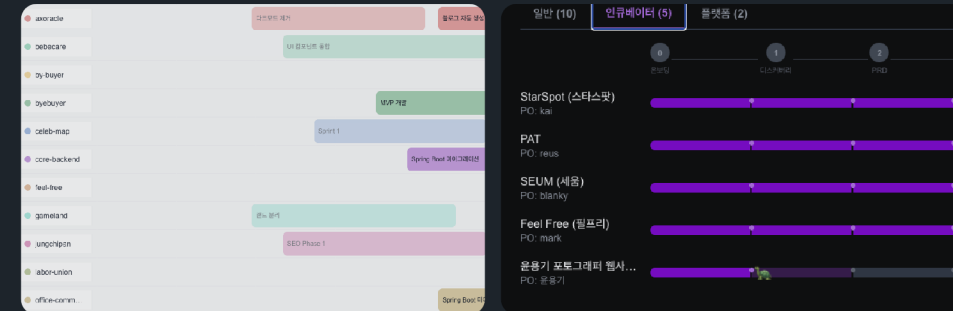 axoracle
bebecare
UI 컴포넌트 통합
by-buyer
byebuyer
MVP 개발
celeb-map
Sprint 1
core-backend
Spring Boot 마이그레이션
feel-free
gameland
jungchipan
SEO Phase 1
labor-union
office-comm...
Spring Boot
일반 (10)
인큐베이터 (5)
플랫폼 (2)
0
1
2
온보딩
디스커버리
PRD
StarSpot (스타스팟)
PO: kai
PAT
PO: reus
SEUM (세움)
PO: blanky
Feel Free (필프리)
PO: mark
윤용기 포토그래퍼 웹사...
PO: 윤용기